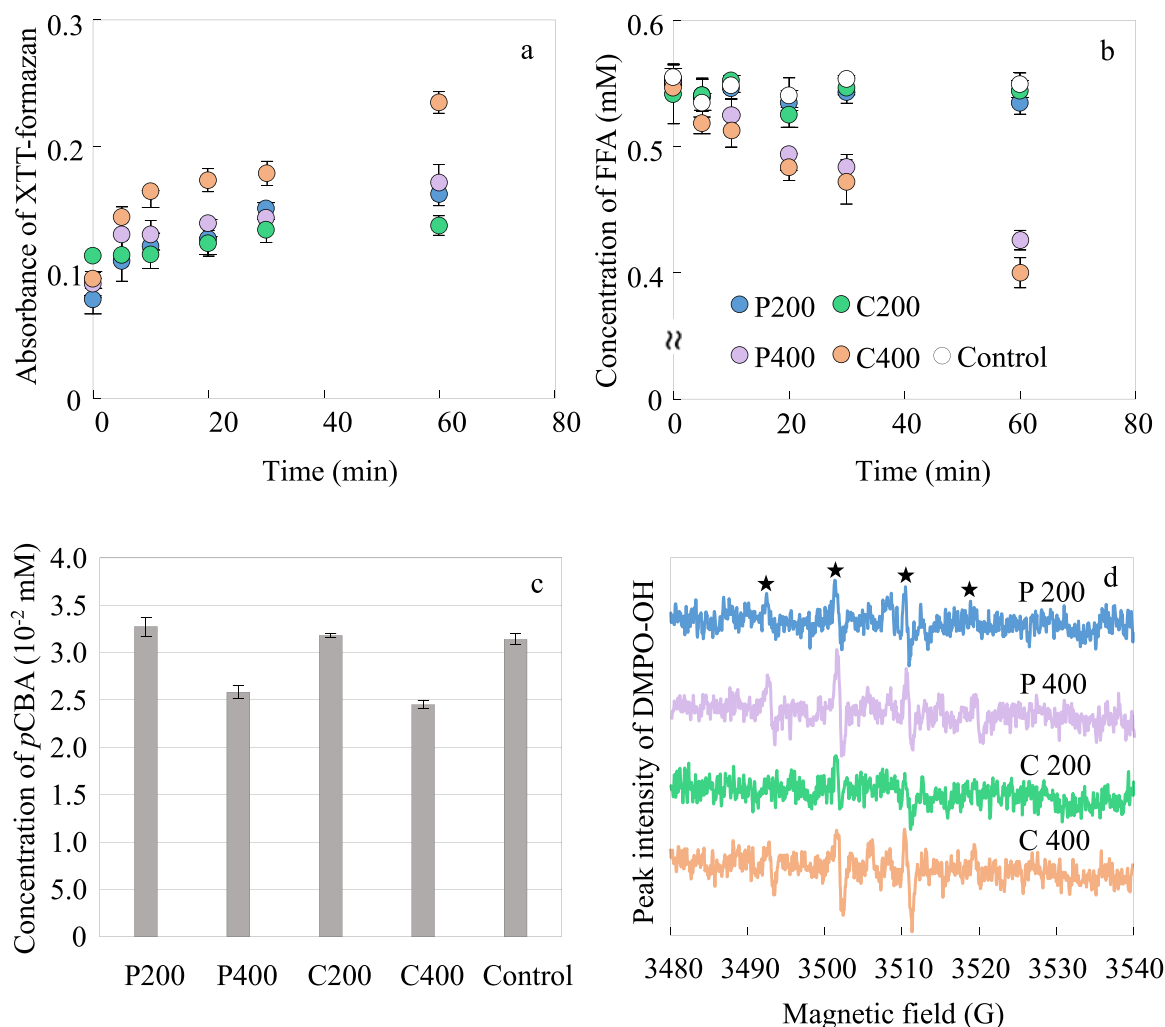 a
Absorbance of XTT-formazan
0.3
0.2
0.1
0
0 20 40 60 80
Time (min)
b
Concentration of FFA (mM)
0.6
0.5
0.4
0
P200 C200
P400 C400 Control
0 20 40 60 80
Time (min)
c
Concentration of pCBA (10-2 mM)
4.0
3.5
3.0
2.5
2.0
1.5
1.0
5.0
0
P200 P400 C200 C400 Control
d
Peak intensity of DMPO-OH
P 200
P 400
C 200
C 400
3480 3490 3500 3510 3520 3530 3540
Magnetic field (G)